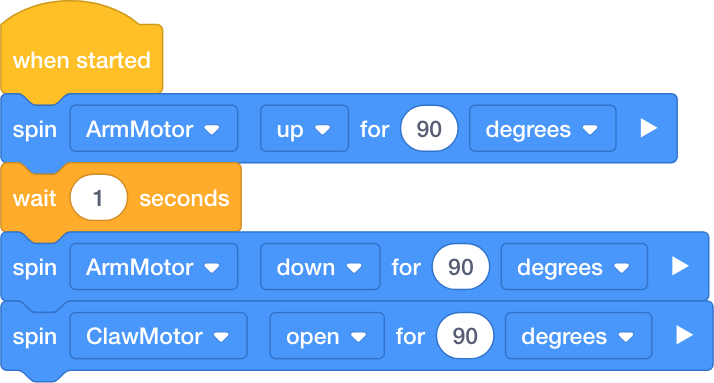 when started
spin ArmMotor up for 90 degrees
wait 1 seconds
spin ArmMotor down for 90 degrees
spin ClawMotor open for 90 degrees